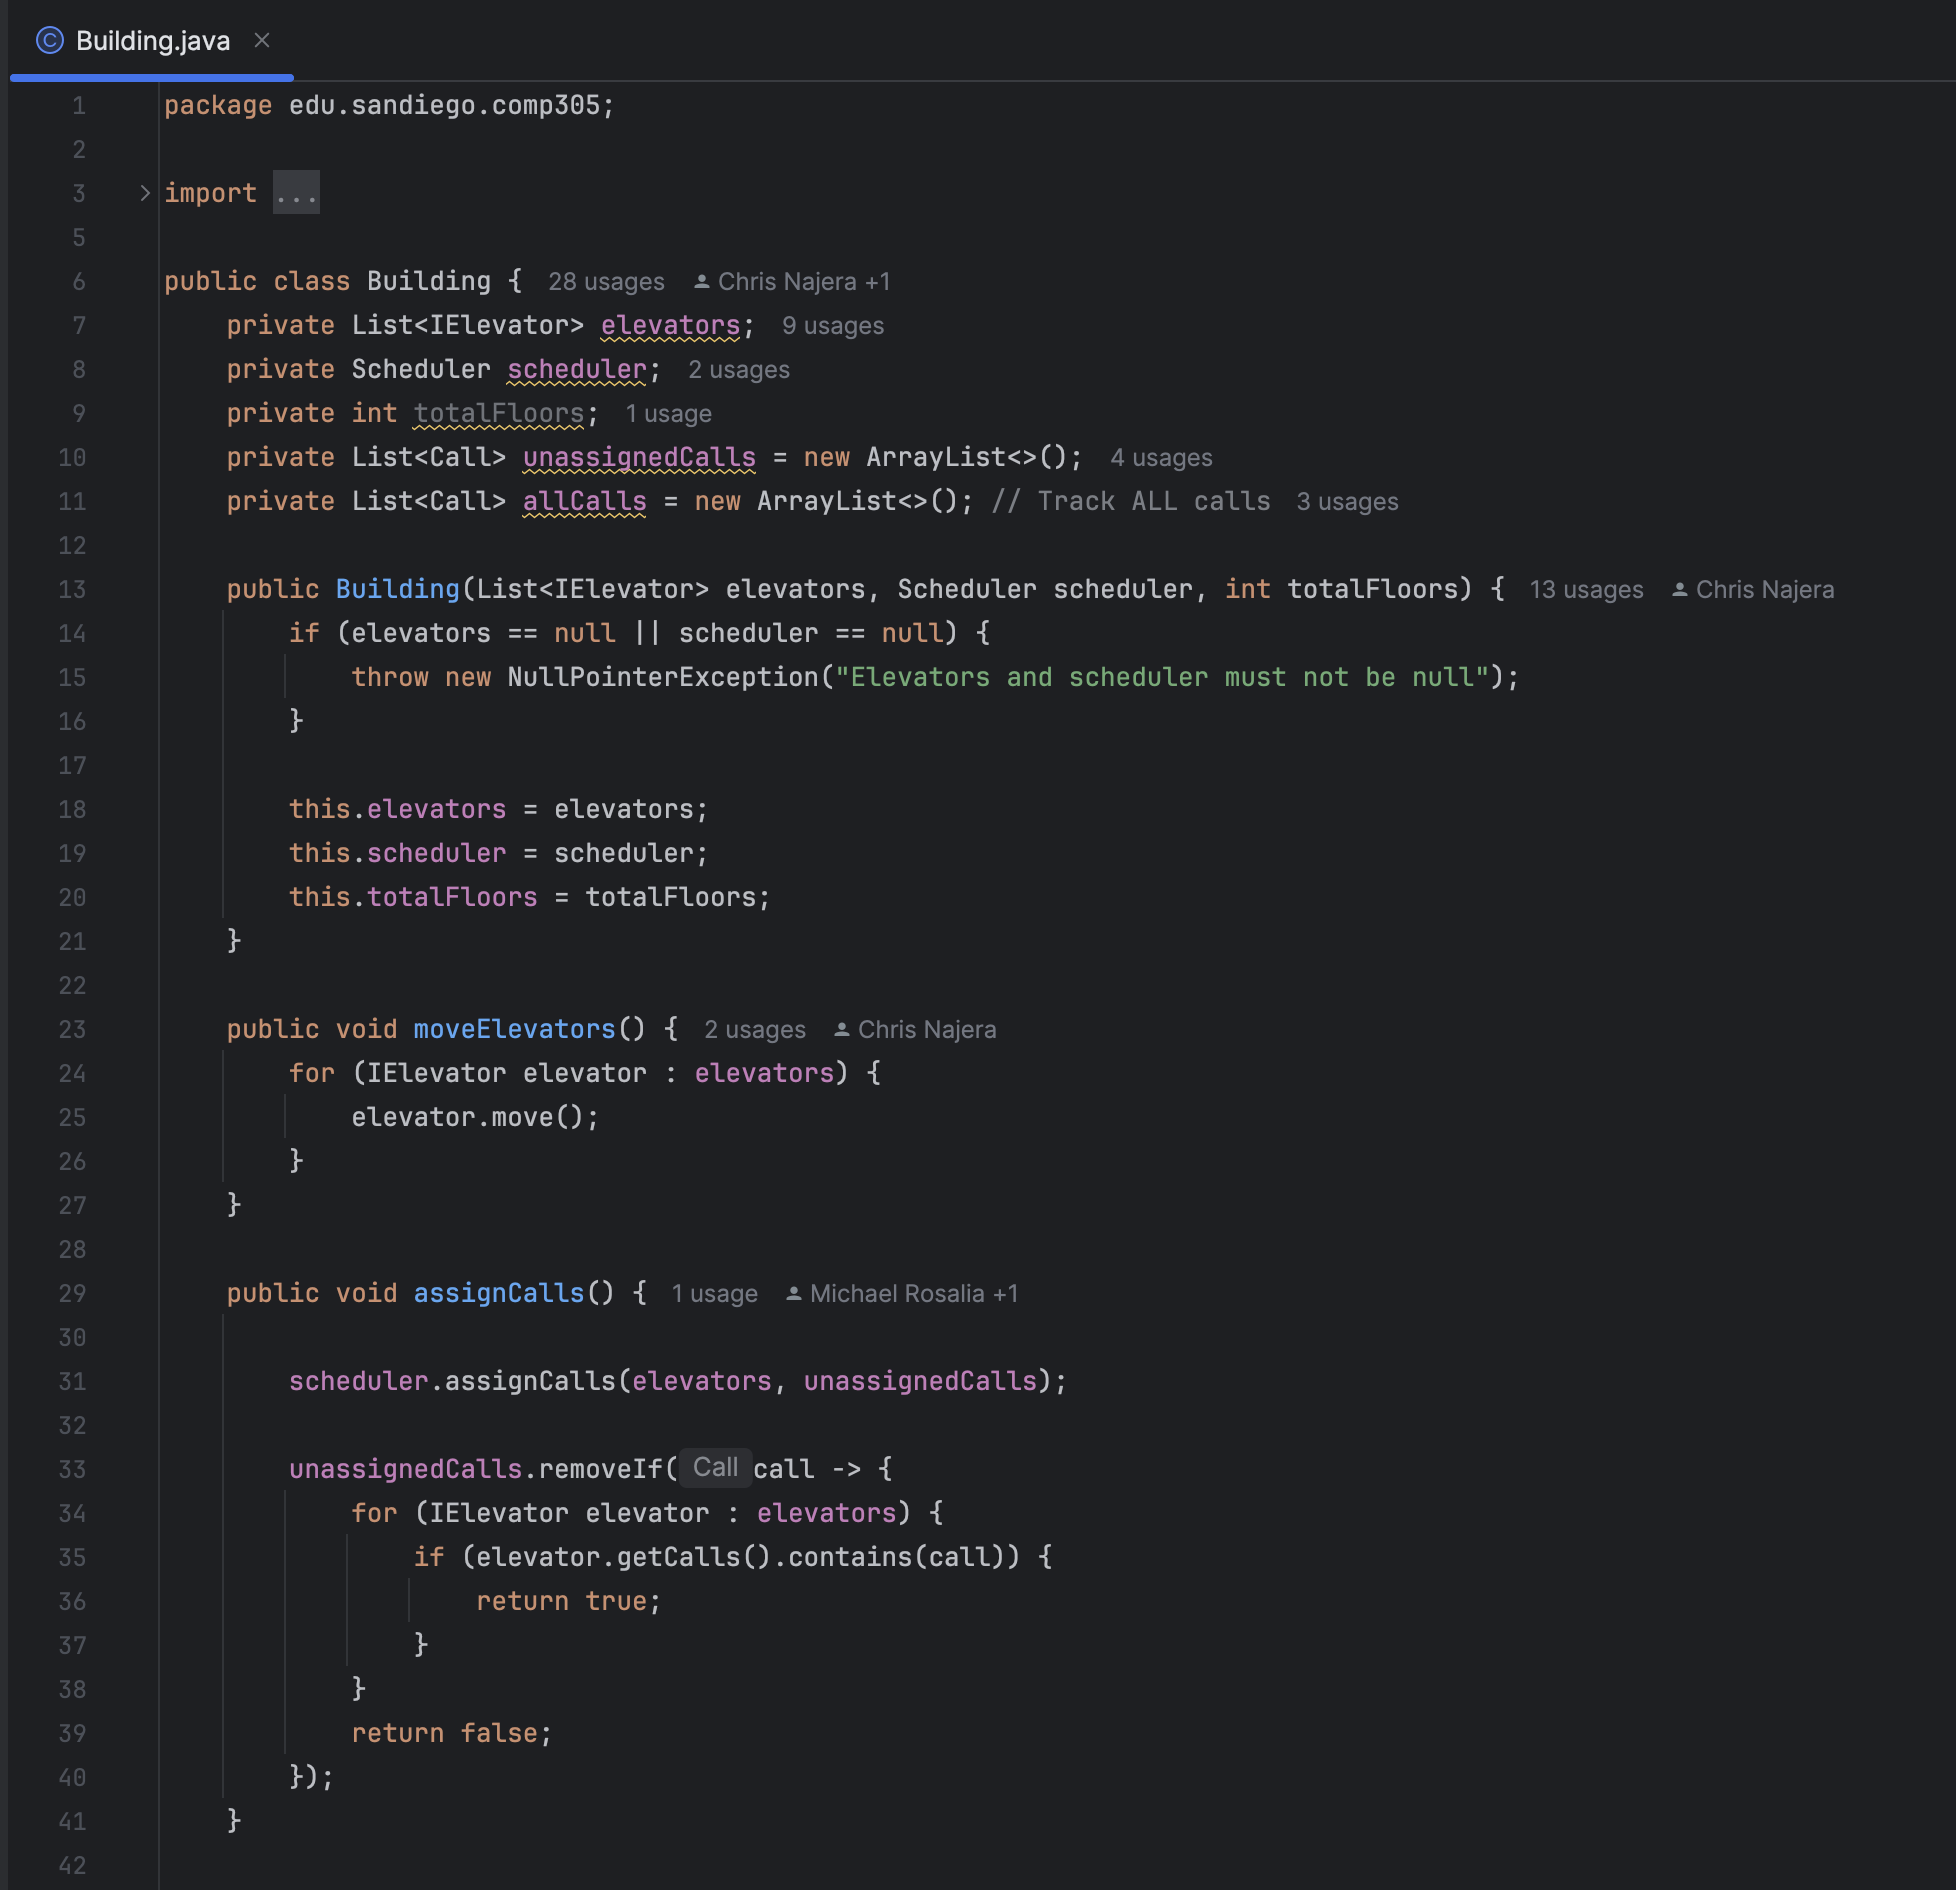 Building.java
1 package edu.sandiego.comp305;
2
3 import ...
5
6 public class Building { 28 usages Chris Najera +1
7 private List<IElevator> elevators; 9 usages
8 private Scheduler scheduler; 2 usages
9 private int totalFloors; 1 usage
10 private List<Call> unassignedCalls = new ArrayList<>(); 4 usages
11 private List<Call> allCalls = new ArrayList<>(); // Track ALL calls 3 usages
12
13 public Building(List<IElevator> elevators, Scheduler scheduler, int totalFloors) { 13 usages Chris Najera
14 if (elevators == null || scheduler == null) {
15 throw new NullPointerException("Elevators and scheduler must not be null");
16 }
17
18 this.elevators = elevators;
19 this.scheduler = scheduler;
20 this.totalFloors = totalFloors;
21 }
22
23 public void moveElevators() { 2 usages Chris Najera
24 for (IElevator elevator : elevators) {
25 elevator.move();
26 }
27 }
28
29 public void assignCalls() { 1 usage Michael Rosalia +1
30
31 scheduler.assignCalls(elevators, unassignedCalls);
32
33 unassignedCalls.removeIf( Call call -> {
34 for (IElevator elevator : elevators) {
35 if (elevator.getCalls().contains(call)) {
36 return true;
37 }
38 }
39 return false;
40 });
41 }
42